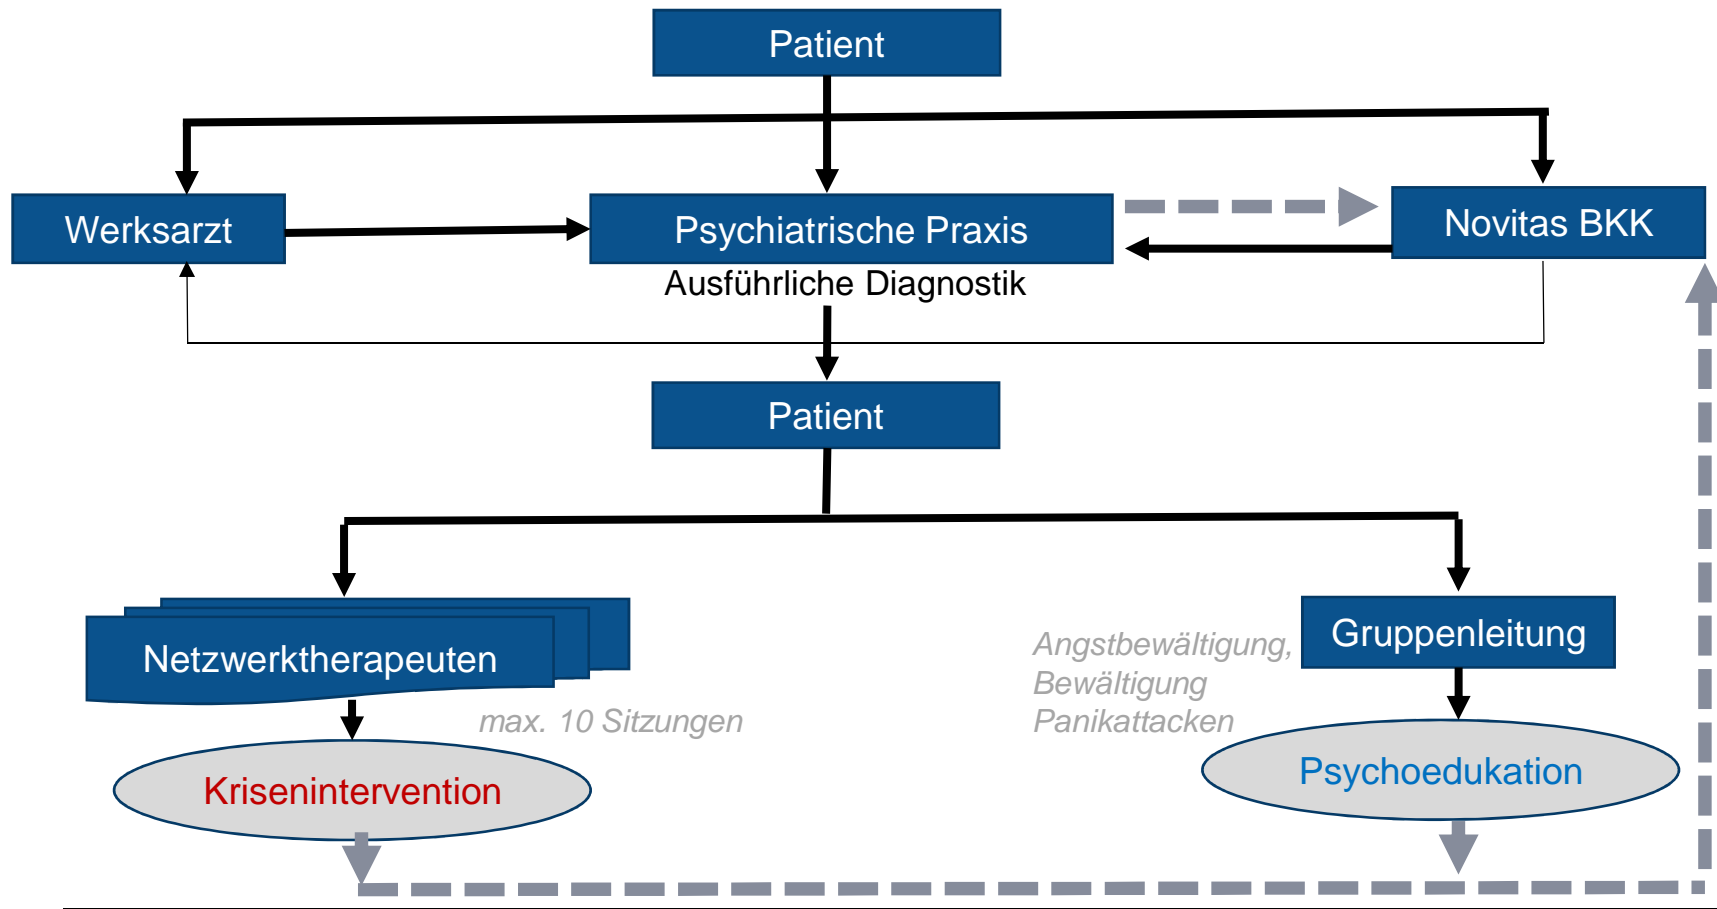 Patient
Werksarzt
Psychiatrische Praxis
Novitas BKK
Ausführliche Diagnostik
Patient
Netzwerktherapeuten
max. 10 Sitzungen
Krisenintervention
Angstbewältigung,
Bewältigung
Panikattacken
Gruppenleitung
Psychoedukation